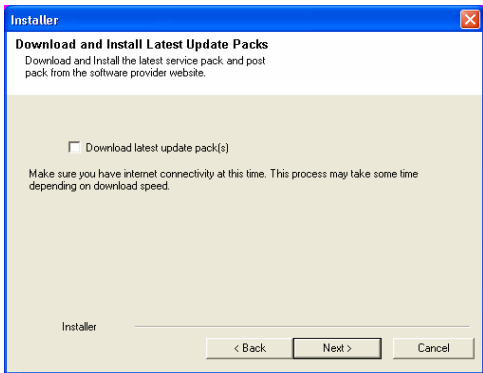 Installer
Download and Install Latest Update Packs
Download and Install the latest service pack and post
pack from the software provider website.
Download latest update pack(s)
Make sure you have internet connectivity at this time. This process may take some time
depending on download speed.
Installer
< Back
Next >
Cancel